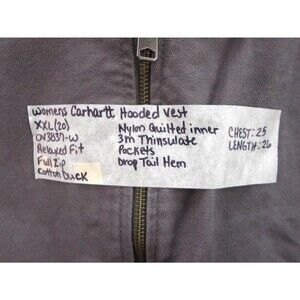 Womens Carhartt Hooded Vest
XXL(20)
OV3837-W
Relaxed Fit
Full Zip
Cotton Duck
Nylon Quilted inner
3m Thinsulate
Pockets
Drop Tail Hem
CHEST: 25
LENGTH: 26